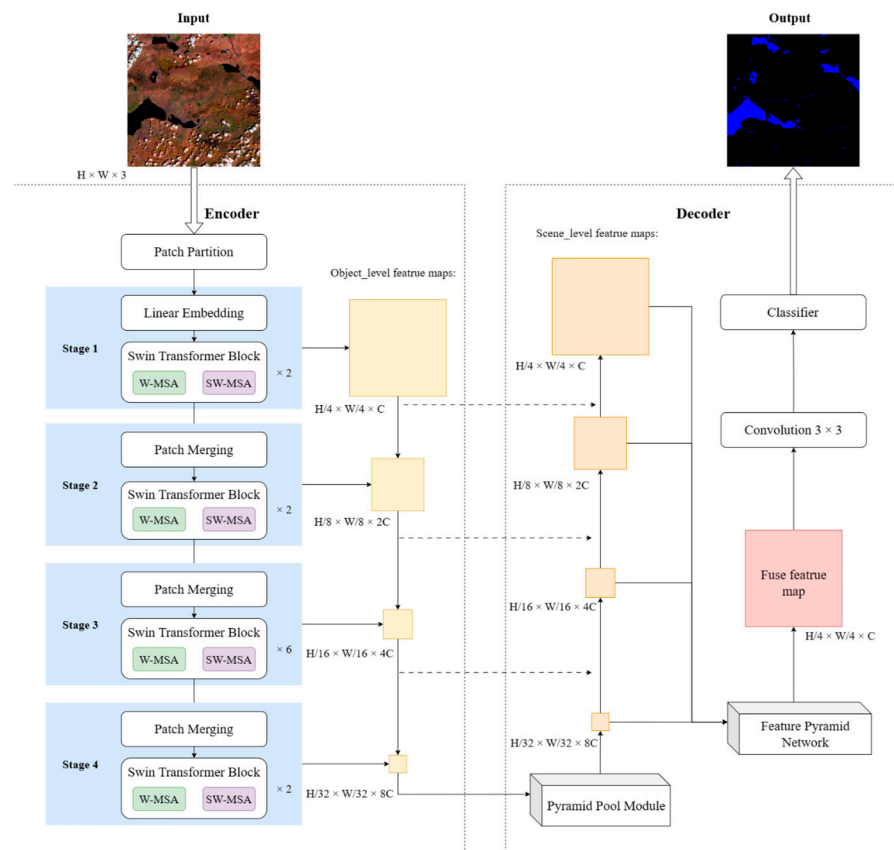 Input
Output
H × W × 3
Encoder
Decoder
Patch Partition
Object_level featrue maps:
Stage 1
Linear Embedding
Swin Transformer Block
W-MSA
SW-MSA
× 2
H/4 × W/4 × C
Stage 2
Patch Merging
Swin Transformer Block
W-MSA
SW-MSA
× 2
H/8 × W/8 × 2C
Stage 3
Patch Merging
Swin Transformer Block
W-MSA
SW-MSA
× 6
H/16 × W/16 × 4C
Stage 4
Patch Merging
Swin Transformer Block
W-MSA
SW-MSA
× 2
H/32 × W/32 × 8C
Scene_level featrue maps:
H/4 × W/4 × C
H/8 × W/8 × 2C
H/16 × W/16 × 4C
H/32 × W/32 × 8C
Pyramid Pool Module
Classifier
Convolution 3 × 3
Fuse featrue
map
H/4 × W/4 × C
Feature Pyramid
Network